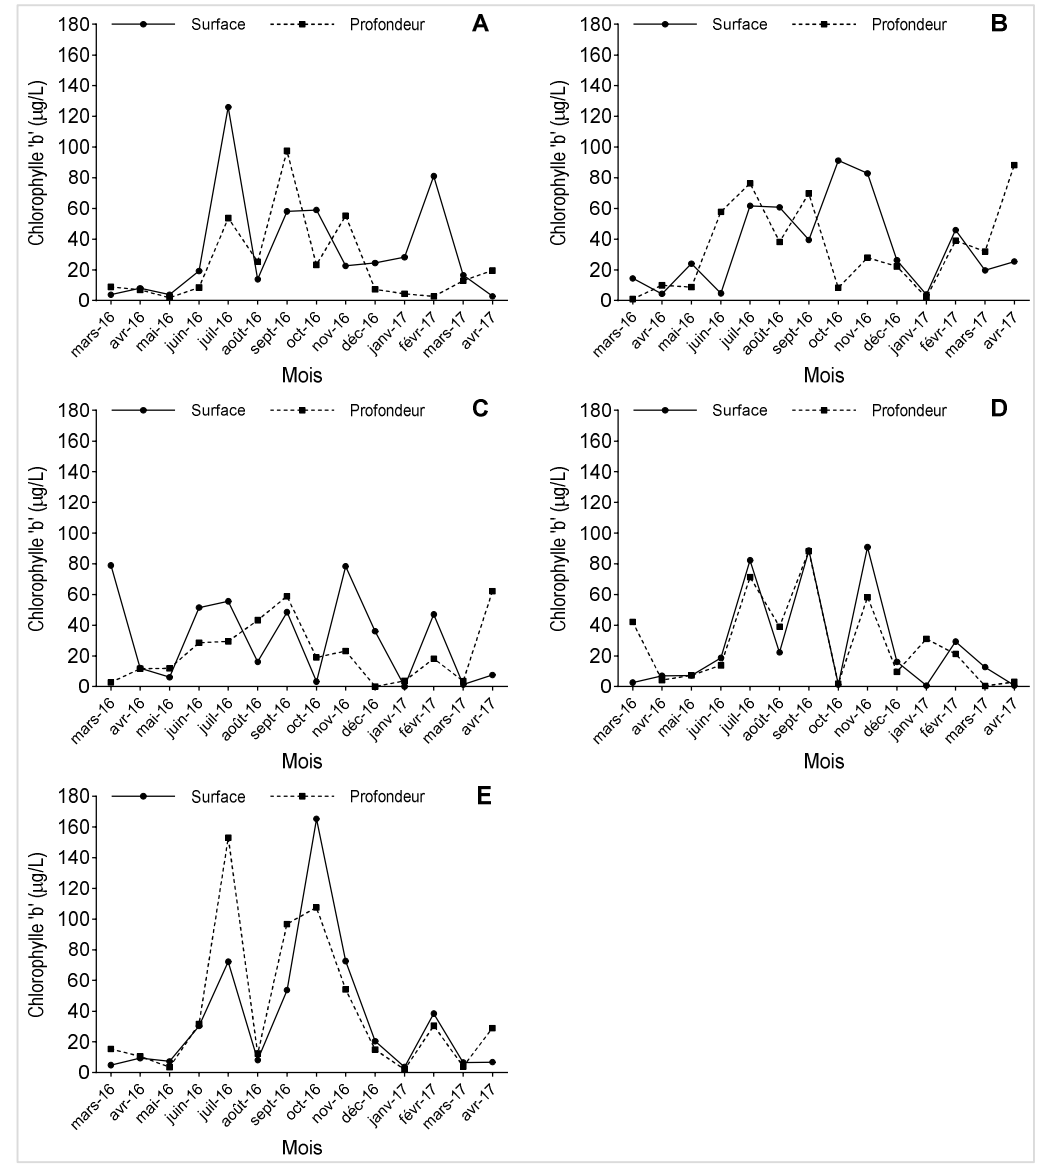 Surface Profondeur A
Chlorophylle 'b' (µg/L)
180
160
140
120
100
80
60
40
20
0
mars-16 avr-16 mai-16 juin-16 juil-16 août-16 sept-16 oct-16 nov-16 déc-16 janv-17 févr-17 mars-17 avr-17
Mois
Surface Profondeur B
Chlorophylle 'b' (µg/L)
180
160
140
120
100
80
60
40
20
0
mars-16 avr-16 mai-16 juin-16 juil-16 août-16 sept-16 oct-16 nov-16 déc-16 janv-17 févr-17 mars-17 avr-17
Mois
Surface Profondeur C
Chlorophylle 'b' (µg/L)
180
160
140
120
100
80
60
40
20
0
mars-16 avr-16 mai-16 juin-16 juil-16 août-16 sept-16 oct-16 nov-16 déc-16 janv-17 févr-17 mars-17 avr-17
Mois
Surface Profondeur D
Chlorophylle 'b' (µg/L)
180
160
140
120
100
80
60
40
20
0
mars-16 avr-16 mai-16 juin-16 juil-16 août-16 sept-16 oct-16 nov-16 déc-16 janv-17 févr-17 mars-17 avr-17
Mois
Surface Profondeur E
Chlorophylle 'b' (µg/L)
180
160
140
120
100
80
60
40
20
0
mars-16 avr-16 mai-16 juin-16 juil-16 août-16 sept-16 oct-16 nov-16 déc-16 janv-17 févr-17 mars-17 avr-17
Mois